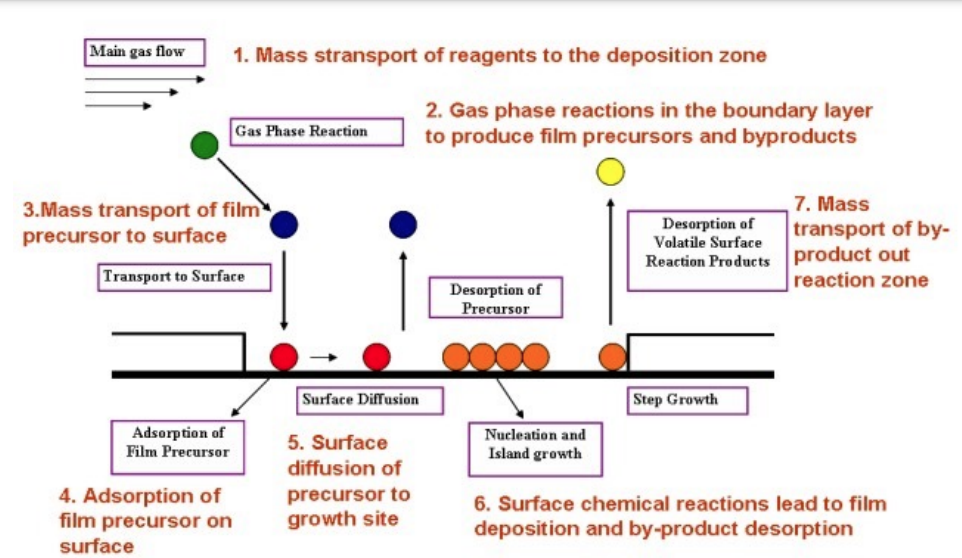 Main gas flow
1. Mass stransport of reagents to the deposition zone
2. Gas phase reactions in the boundary layer
to produce film precursors and byproducts
Gas Phase Reaction
3.Mass transport of film
precursor to surface
Transport to Surface
Desorption of
Precursor
Desorption of
Volatile Surface
Reaction Products
7. Mass
transport of by-
product out
reaction zone
Surface Diffusion
Step Growth
Adsorption of
Film Precursor
Nucleation and
Island growth
4. Adsorption of
film precursor on
surface
5. Surface
diffusion of
precursor to
growth site
6. Surface chemical reactions lead to film
deposition and by-product desorption